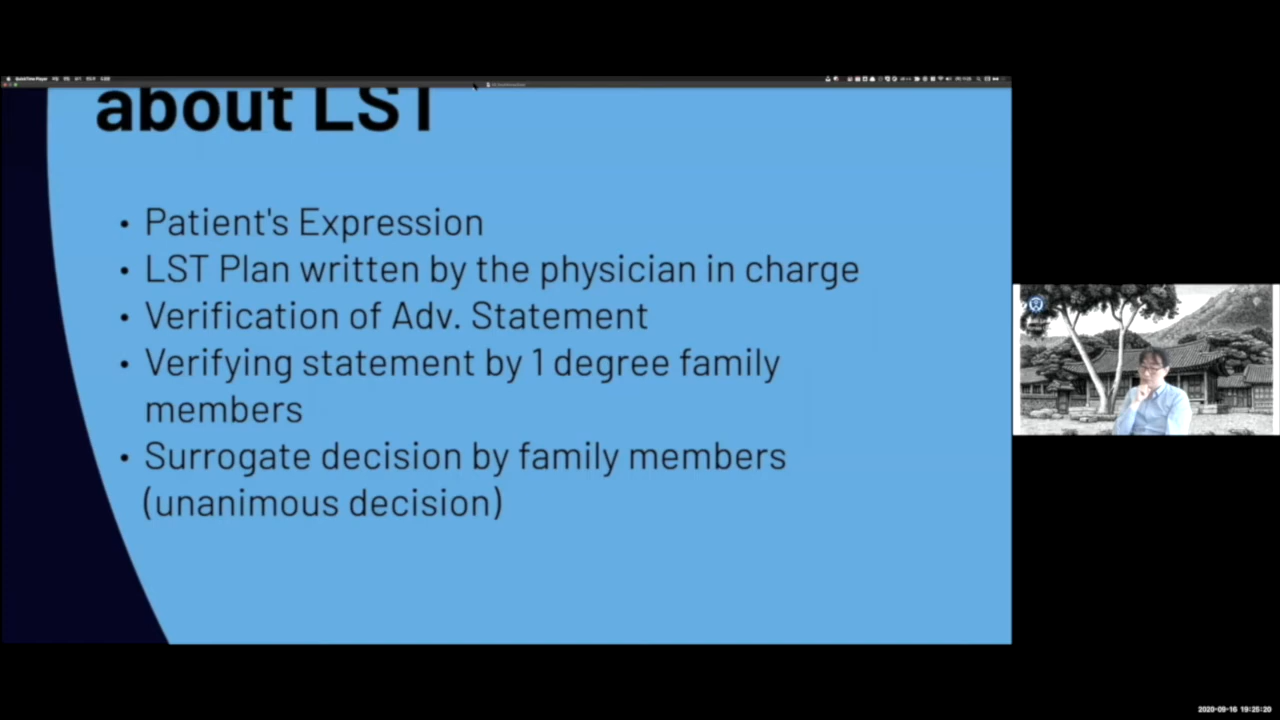 about LST
• Patient's Expression
• LST Plan written by the physician in charge
• Verification of Adv. Statement
• Verifying statement by 1 degree family
members
• Surrogate decision by family members
(unanimous decision)
2020-09-16 19:25:20